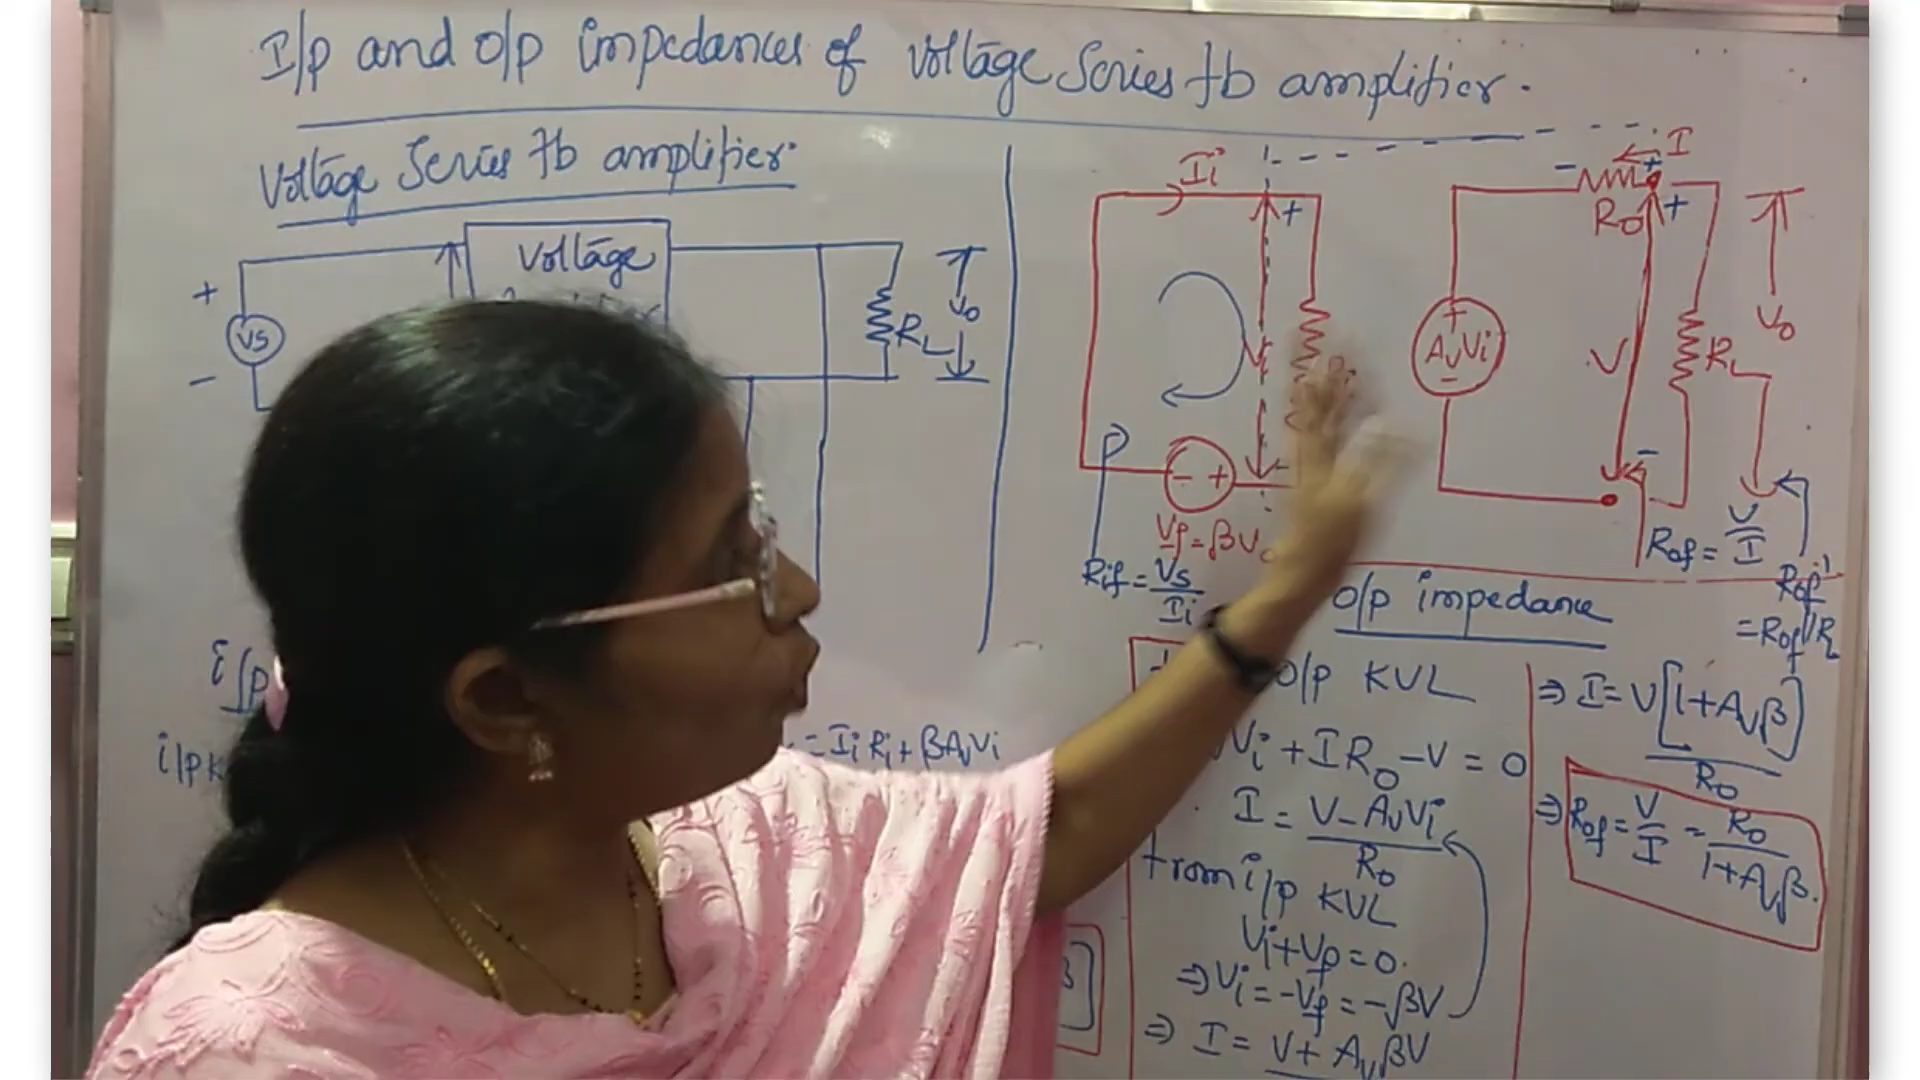 I/p and o/p impedances of voltage Series fb amplifier.
Voltage Series fb amplifier.
Voltage
+
VS
-
RL
Vo
Ii
+
-
Vf = βVo
Rif = Vs/Ii
- +
I
Ro
+
AvVi
-
V
-
RL
Vo
Rof = V/I
Rof'
= Rof//RL
i/p K
= IiRi + βAvVi
o/p impedance
o/p KVL
Vi + IRo - V = 0
I = V - AvVi / Ro
from i/p KVL
Vi + Vf = 0.
⇒ Vi = -Vf = -βV
⇒ I = V + AvβV
⇒ I = V[1 + Avβ] / Ro
⇒ Rof = V/I = Ro / 1 + Avβ.